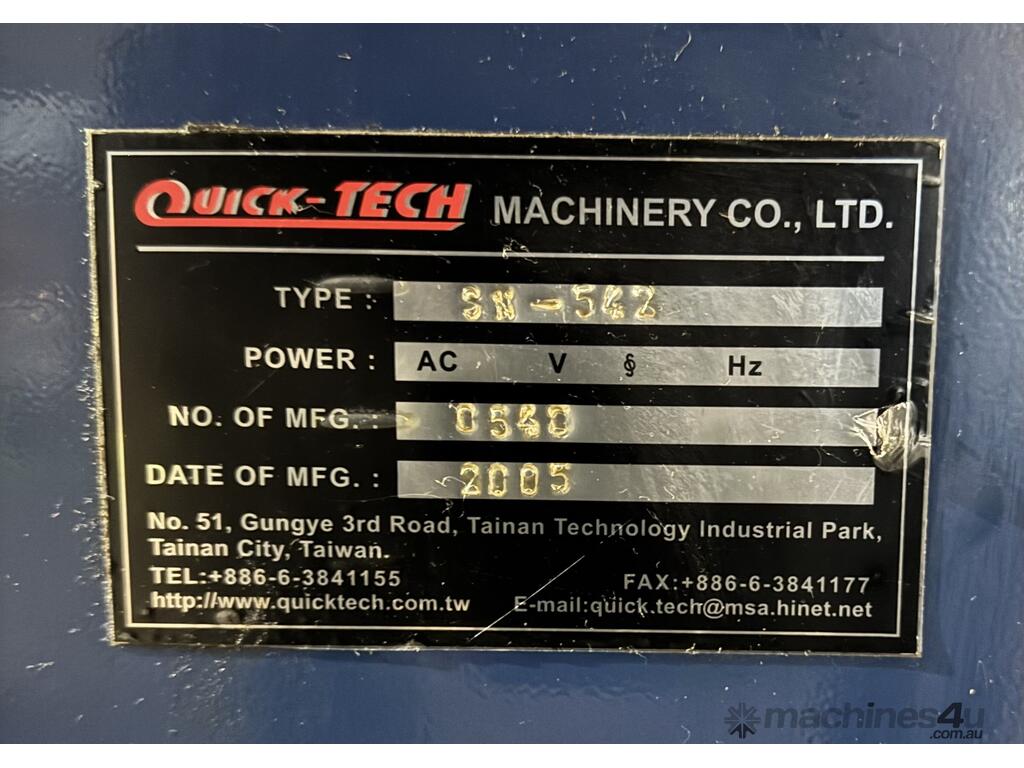 QUICK-TECH MACHINERY CO., LTD.
TYPE : SN-542
POWER : AC V § Hz
NO. OF MFG. : 0540
DATE OF MFG. : 2005
No. 51, Gungye 3rd Road, Tainan Technology Industrial Park,
Tainan City, Taiwan.
TEL:+886-6-3841155 FAX:+886-6-3841177
http://www.quicktech.com.tw E-mail:quick.tech@msa.hinet.net
machines4u
.com.au